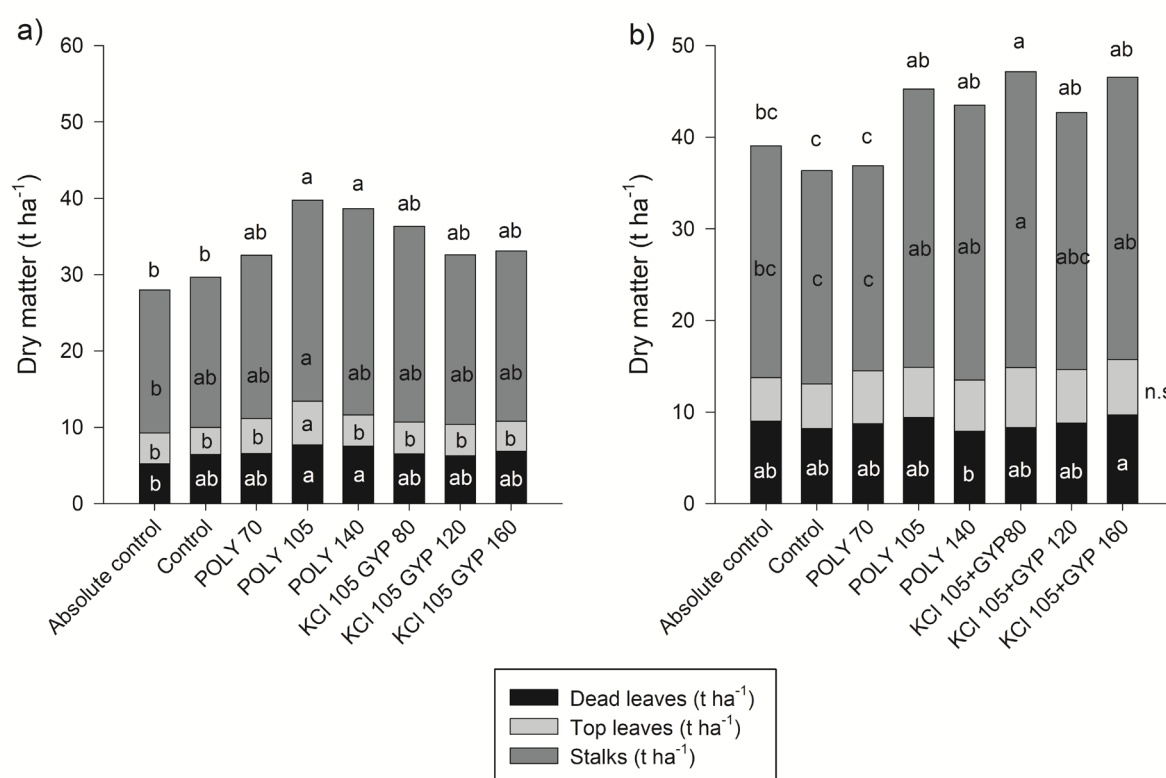 a)
60
50
40
30
20
10
0
Dry matter (t ha⁻¹)
b b ab a a ab ab ab
b ab ab a ab ab ab ab
b b b a b b b b
b ab ab a a ab ab ab
Absolute control
Control
POLY 70
POLY 105
POLY 140
KCl 105 GYP 80
KCl 105 GYP 120
KCl 105 GYP 160
b)
50
40
30
20
10
0
Dry matter (t ha⁻¹)
bc c c ab ab a ab ab
bc c c ab ab a abc ab
n.s
ab ab ab ab b ab ab a
Absolute control
Control
POLY 70
POLY 105
POLY 140
KCl 105+GYP80
KCl 105+GYP 120
KCl 105+GYP 160
Dead leaves (t ha⁻¹)
Top leaves (t ha⁻¹)
Stalks (t ha⁻¹)